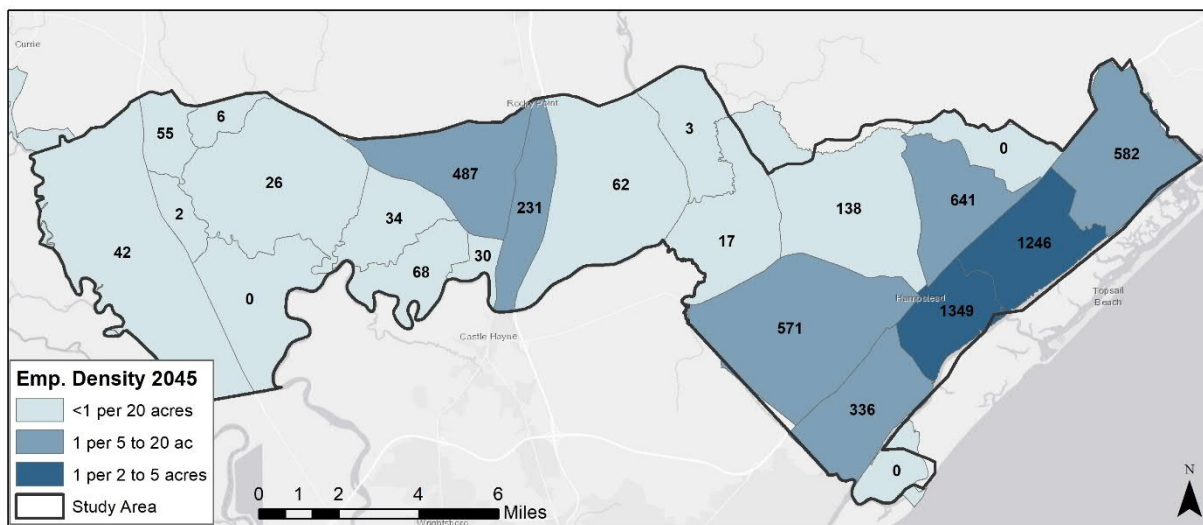 Currie
6
55
Rocky Point
3
0
582
26
487
62
641
138
2
34
231
17
1246
42
30
Topsail
Beach
0
68
Hampstead
1349
571
Castle Hayne
336
Emp. Density 2045
<1 per 20 acres
1 per 5 to 20 ac
1 per 2 to 5 acres
Study Area
0 1 2 4 6
Miles
0
N
Wrightsboro